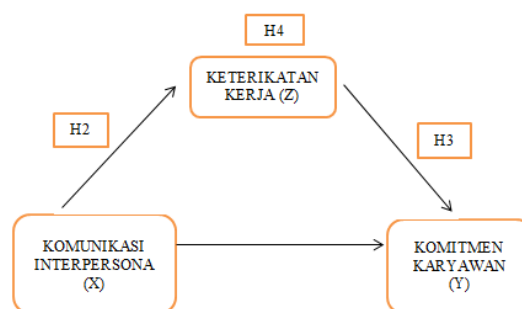 H4
KETERIKATAN
KERJA (Z)
H2
H3
KOMUNIKASI
INTERPERSONA
(X)
KOMITMEN
KARYAWAN
(Y)